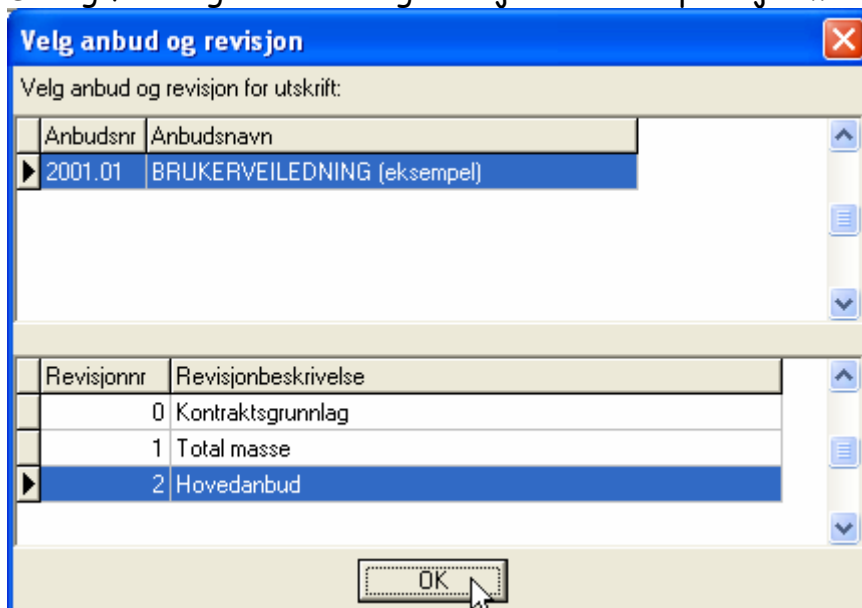 Velg anbud og revisjon
Velg anbud og revisjon for utskrift:
Anbudsnr Anbudsnavn
2001.01 BRUKERVEILEDNING (eksempel)
Revisjonnr Revisjonbeskrivelse
0 Kontraktsgrunnlag
1 Total masse
2 Hovedanbud
OK